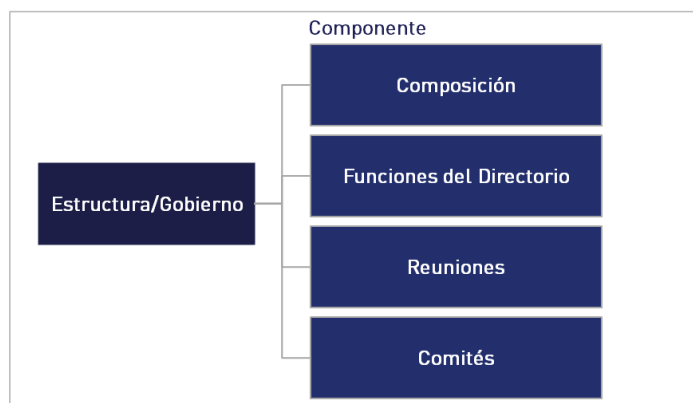 Componente
Composición
Funciones del Directorio
Estructura/Gobierno
Reuniones
Comités